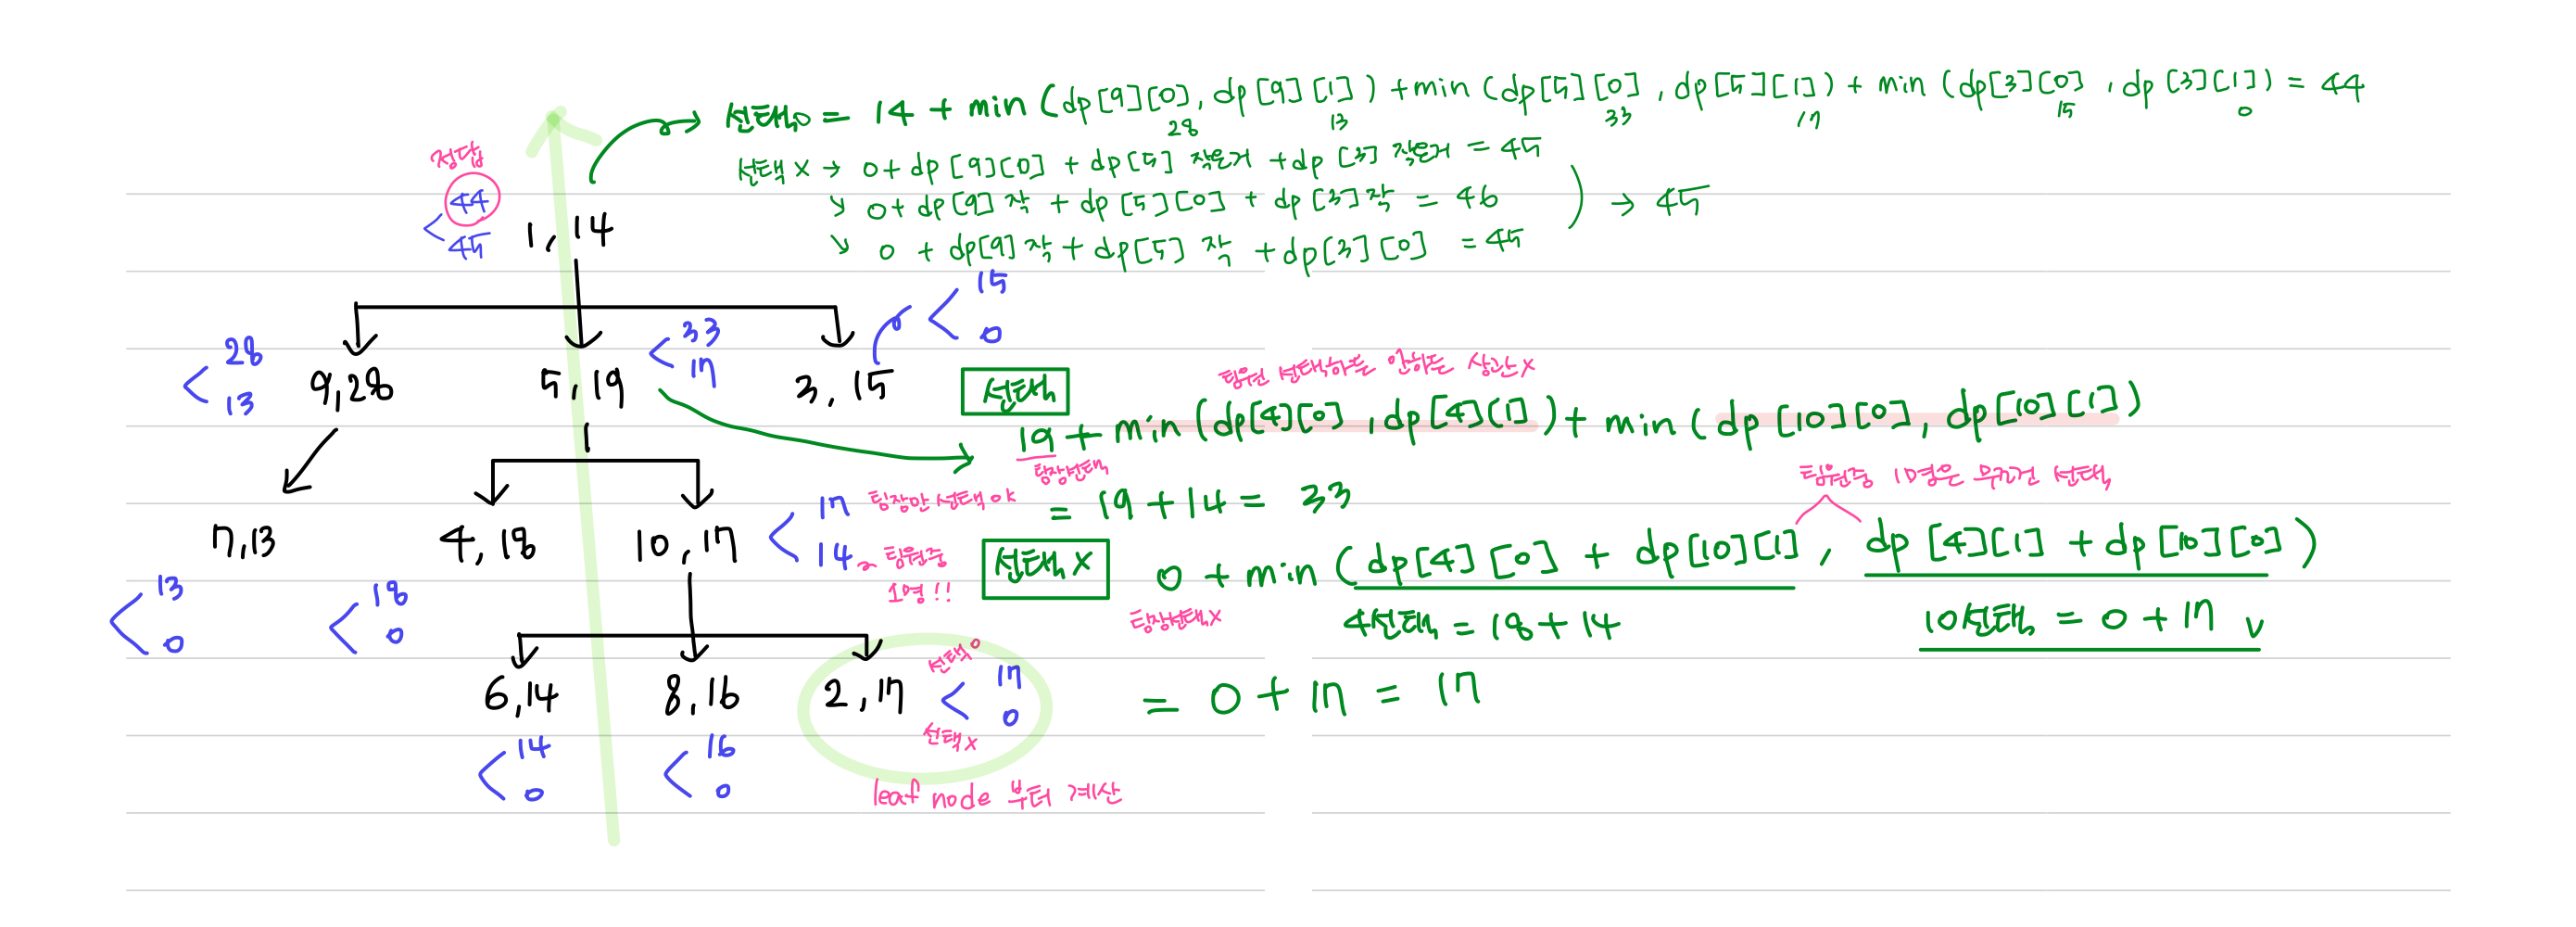 선택o = 14 + min (dp[9][0], dp[9][1]) + min (dp[5][0], dp[5][1]) + min (dp[3][0], dp[3][1]) = 44
28 13 33 17 15 0
선택 x → 0 + dp[9][0] + dp[5] 작은거 + dp[3] 작은거 = 45
↘ 0 + dp[9] 작 + dp[5][0] + dp[3] 작 = 46
↘ 0 + dp[9] 작 + dp[5] 작 + dp[3][0] = 45
) → 45
정답
< 44
45
1, 14
< 28
13
9, 28
5, 19
< 33
17
3, 15
< 15
0
선택
팀원 선택하든 안하든 상관x
19 + min (dp[4][0], dp[4][1]) + min (dp[10][0], dp[10][1])
팀장선택
= 19 + 14 = 33
7, 13
< 13
0
4, 18
< 18
0
10, 17
< 17 팀장만 선택 ok
14 ~ 팀원중
1명!!
선택 x
팀원중 1명은 무조건 선택
0 + min (dp[4][0] + dp[10][1], dp[4][1] + dp[10][0])
팀장선택x
4선택 = 18 + 14
10선택 = 0 + 17 v
= 0 + 17 = 17
6, 14
< 14
0
8, 16
< 16
0
2, 17
선택o
< 17
0
선택x
leaf node 부터 계산